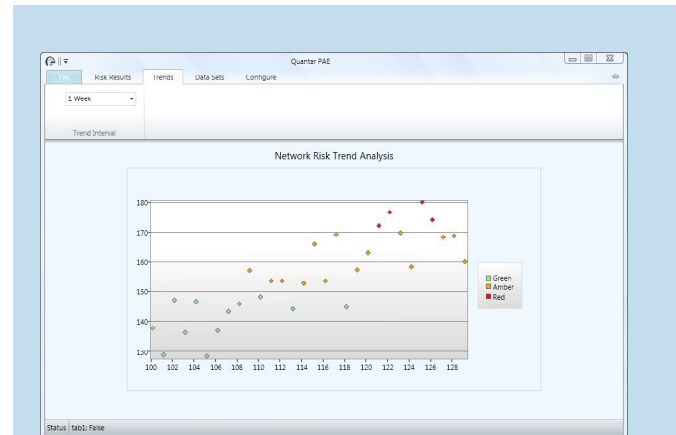 Quantar PAE
File Risk Results Trends Data Sets Configure
1 Week
Trend Interval
Network Risk Trend Analysis
180
170
160
150
140
130
100 102 104 106 108 110 112 114 116 118 120 122 124 126 128
Green
Amber
Red
Status tab1: False